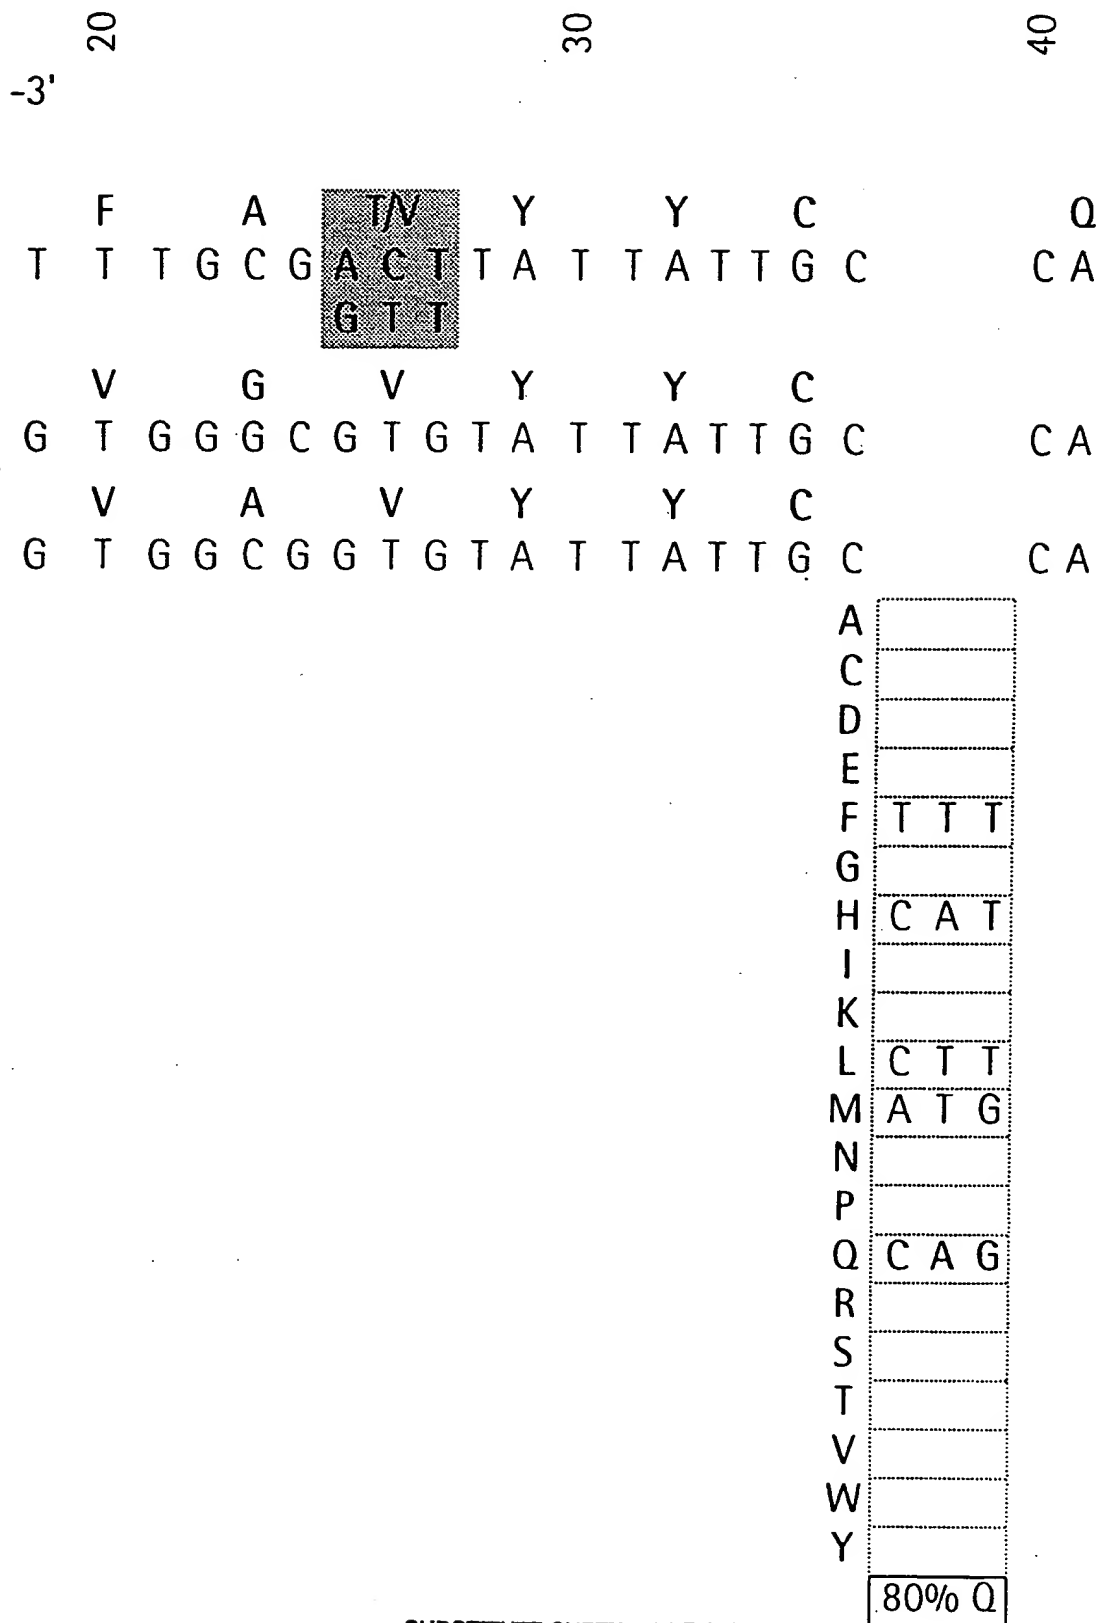 20 30 40
-3'
F A T/V Y Y C Q
T T T G C G A C T T A T T A T T G C C A
G T T
V G V Y Y C
G T G G G C G T G T A T T A T T G C C A
V A V Y Y C
G T G G C G G T G T A T T A T T G C C A
A
C
D
E
F T T T
G
H C A T
I
K
L C T T
M A T G
N
P
Q C A G
R
S
T
V
W
Y
80% Q